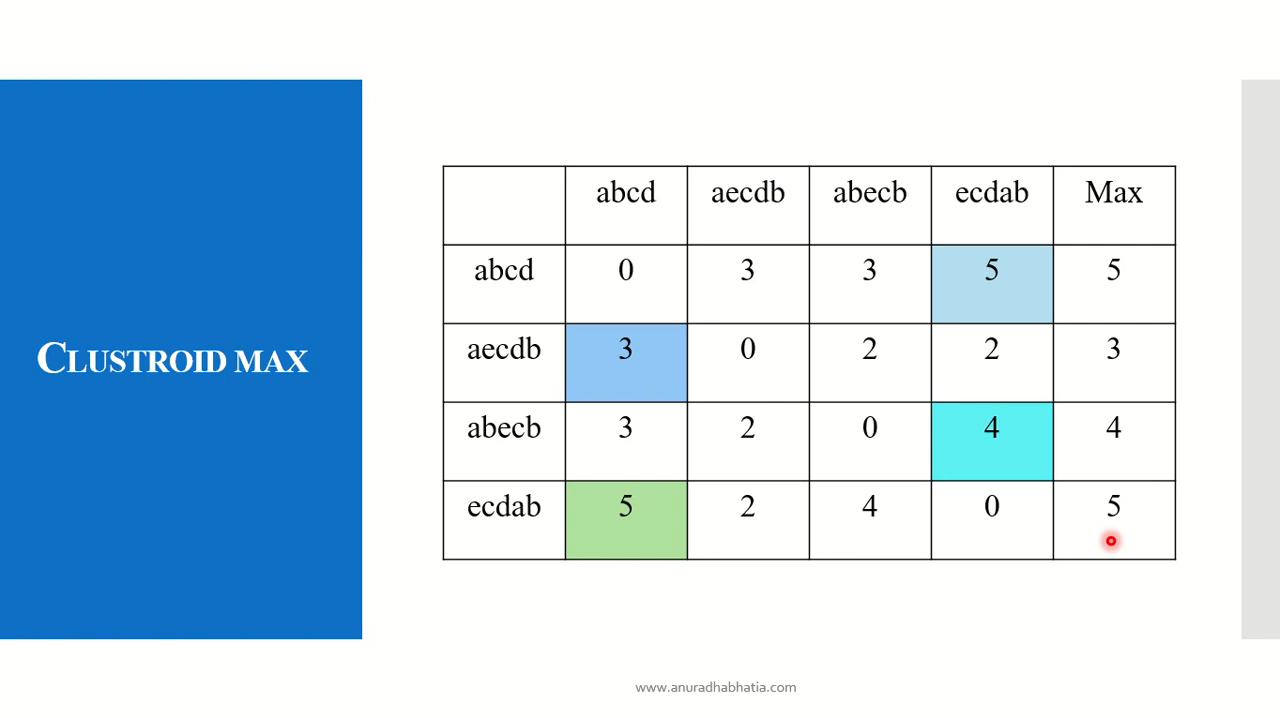 CLUSTROID MAX
abcd aecdb abecb ecdab Max
abcd 0 3 3 5 5
aecdb 3 0 2 2 3
abecb 3 2 0 4 4
ecdab 5 2 4 0 5
www.anuradhabhatia.com